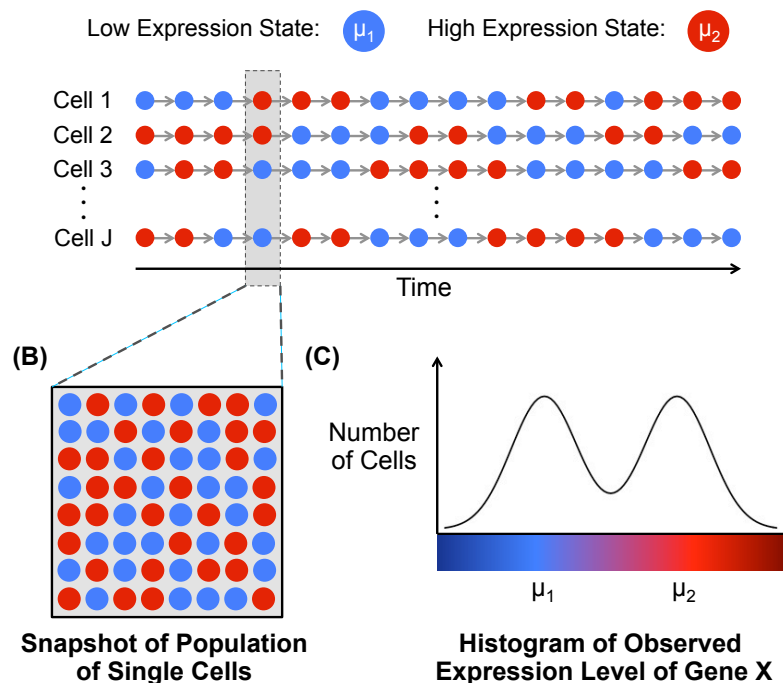 Low Expression State: μ₁ High Expression State: μ₂
Cell 1
Cell 2
Cell 3
Cell J
Time
(B)
(C)
Number
of Cells
μ₁ μ₂
Snapshot of Population
of Single Cells
Histogram of Observed
Expression Level of Gene X